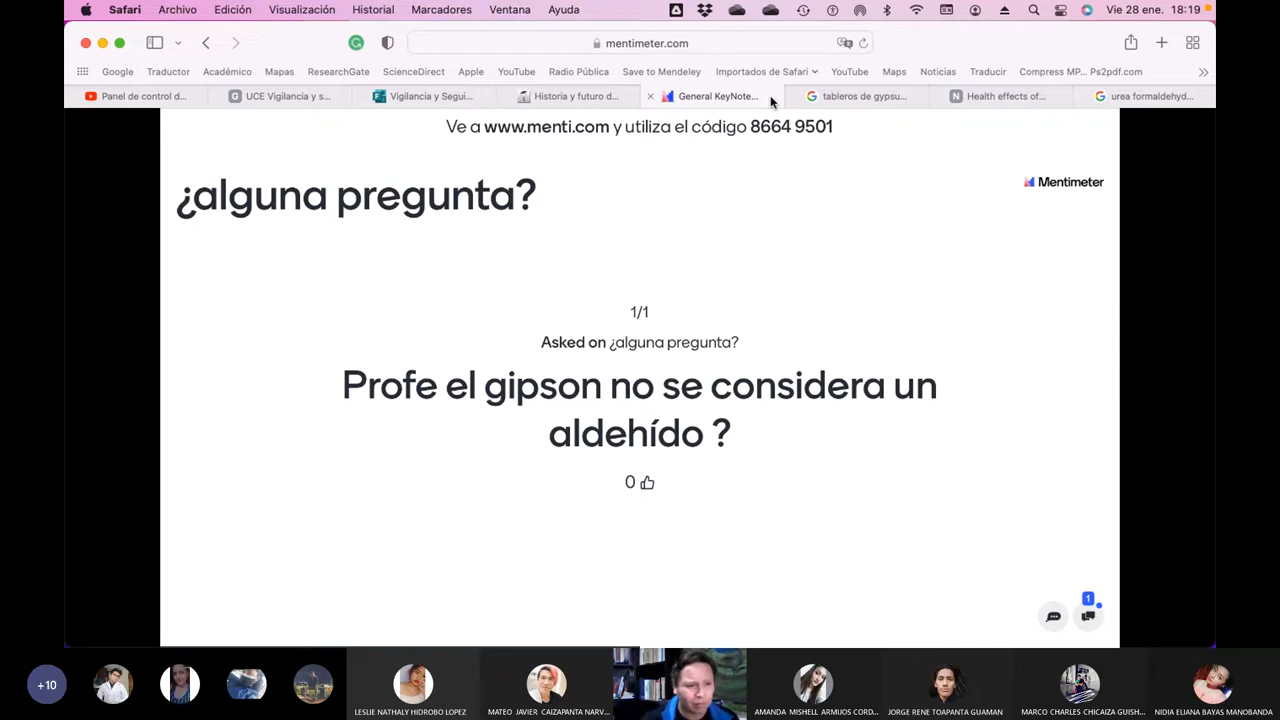 Safari Archivo Edición Visualización Historial Marcadores Ventana Ayuda Vie 28 ene. 18:19
mentimeter.com
Google Traductor Académico Mapas ResearchGate ScienceDirect Apple YouTube Radio Pública Save to Mendeley Importados de Safari YouTube Maps Noticias Traducir Compress MP... Ps2pdf.com
Panel de control d... UCE Vigilancia y s... Vigilancia y Segui... Historia y futuro d... General KeyNote... tableros de gypsu... Health effects of... urea formaldehyd...
Ve a www.menti.com y utiliza el código 8664 9501
¿alguna pregunta?
Mentimeter
1/1
Asked on ¿alguna pregunta?
Profe el gipson no se considera un
aldehído ?
0
1
+10
LESLIE NATHALY HIDROBO LOPEZ
MATEO JAVIER CAIZAPANTA NARV...
AMANDA MISHELL ARMIJOS CORD...
JORGE RENE TOAPANTA GUAMAN
MARCO CHARLES CHICAIZA GUISH...
NIDIA ELIANA BAYAS MANOBANDA